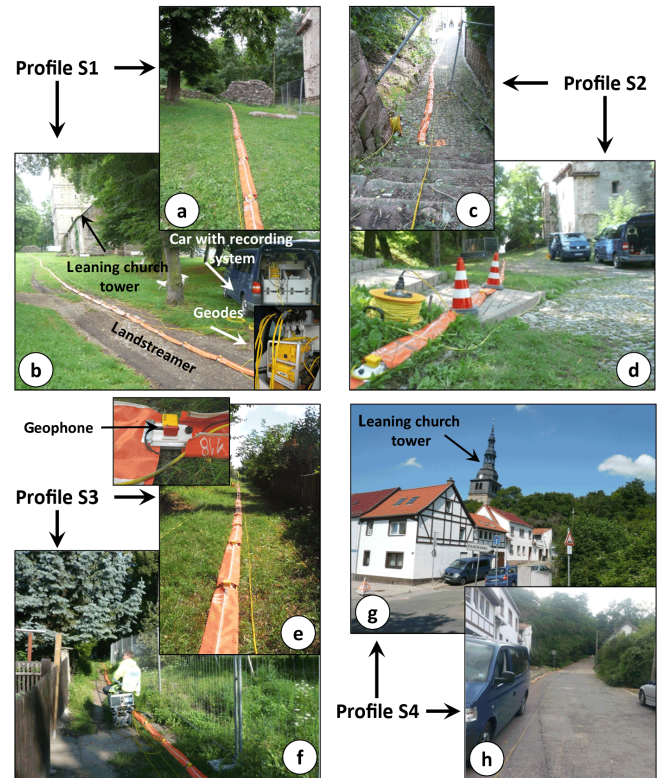 Profile S1
a
Leaning church
tower
Car with recording
system
Geodes
Landstreamer
b
Profile S2
c
d
Geophone
118
Profile S3
e
f
Leaning church
tower
g
Profile S4
h